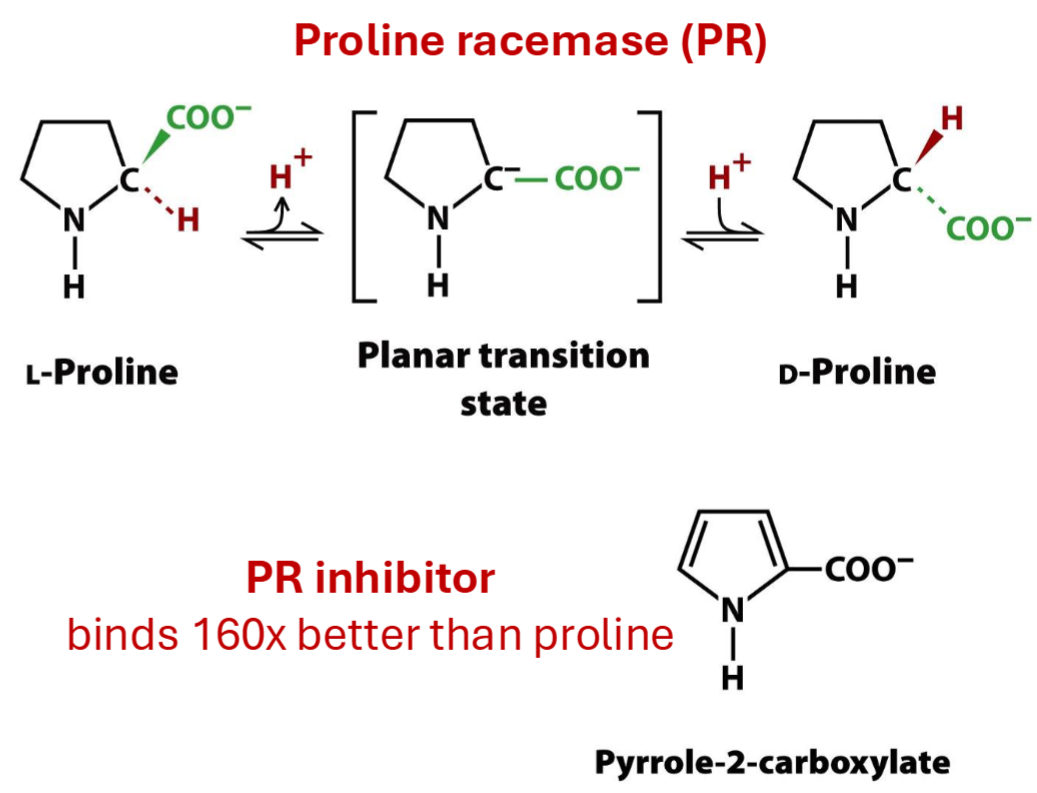 Proline racemase (PR)
COO⁻
C
H
N
H
H⁺
C⁻—COO⁻
N
H
H⁺
H
C
COO⁻
N
H
L-Proline
Planar transition
state
D-Proline
PR inhibitor
binds 160x better than proline
COO⁻
N
H
Pyrrole-2-carboxylate